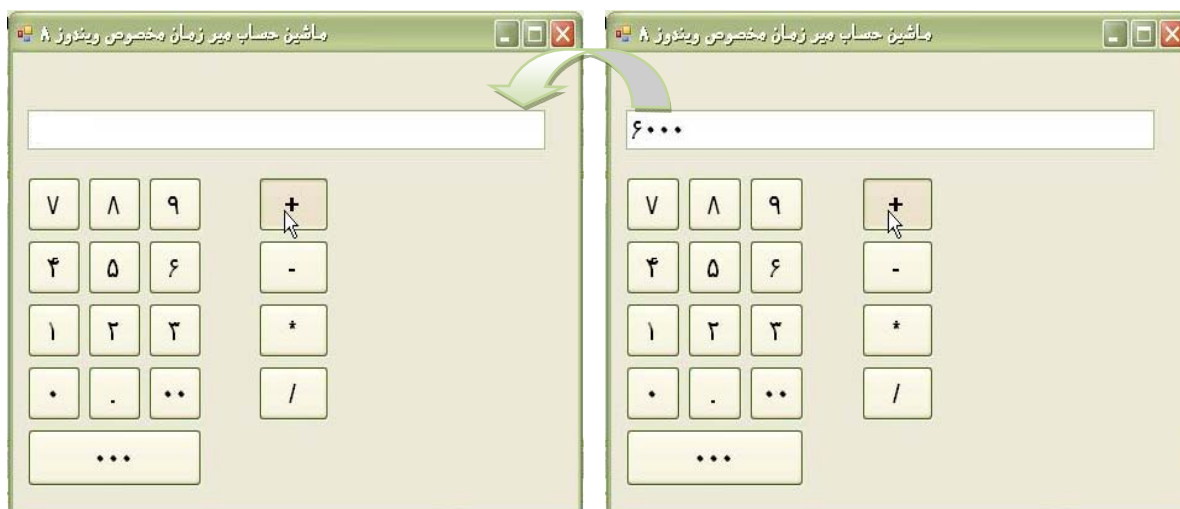 ماشین حساب میر زمان مخصوص ویندوز ۸
۷ ۸ ۹ +
۴ ۵ ۶ -
۱ ۲ ۳ *
۰ . ۰۰ /
۰۰۰
ماشین حساب میر زمان مخصوص ویندوز ۸
۶۰۰۰
۷ ۸ ۹ +
۴ ۵ ۶ -
۱ ۲ ۳ *
۰ . ۰۰ /
۰۰۰